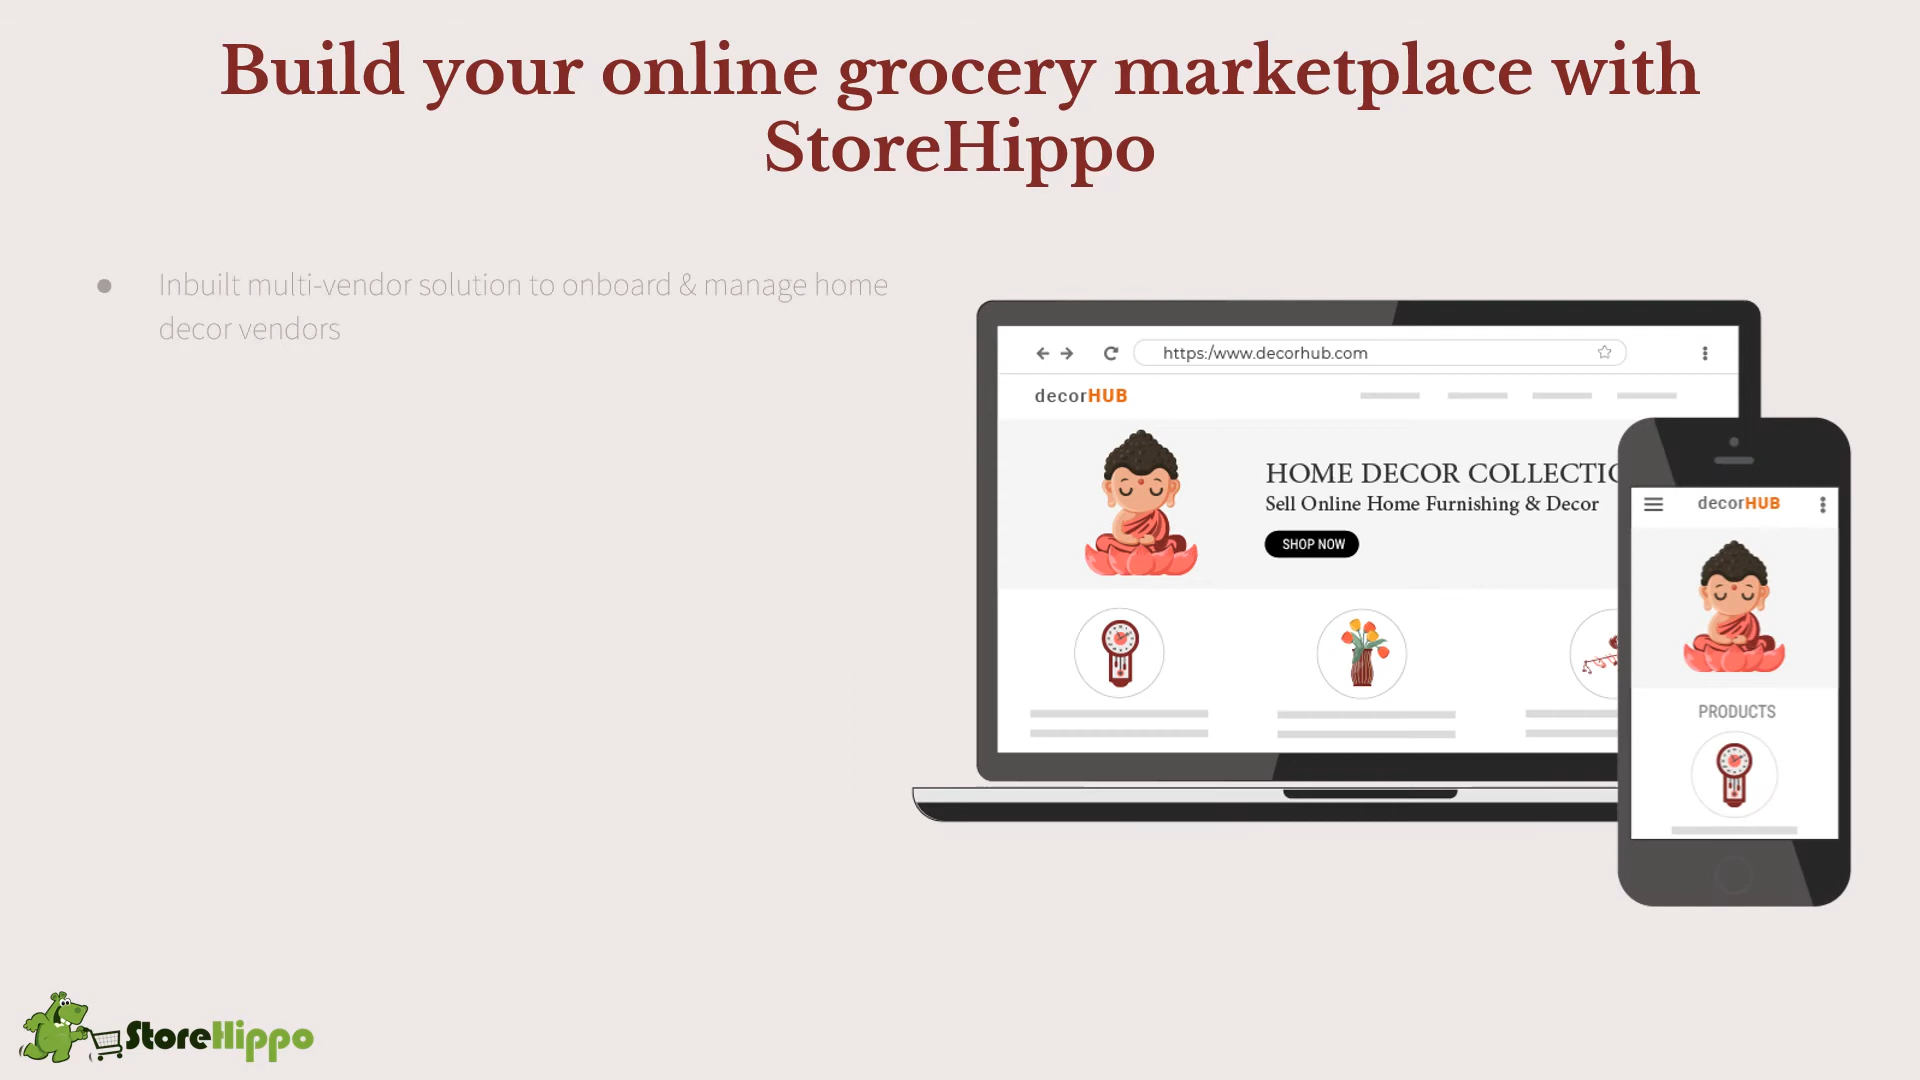 Build your online grocery marketplace with
StoreHippo
● Inbuilt multi-vendor solution to onboard & manage home
decor vendors
https:/www.decorhub.com
decorHUB
HOME DECOR COLLECTIO
Sell Online Home Furnishing & Decor
SHOP NOW
decorHUB
PRODUCTS
StoreHippo